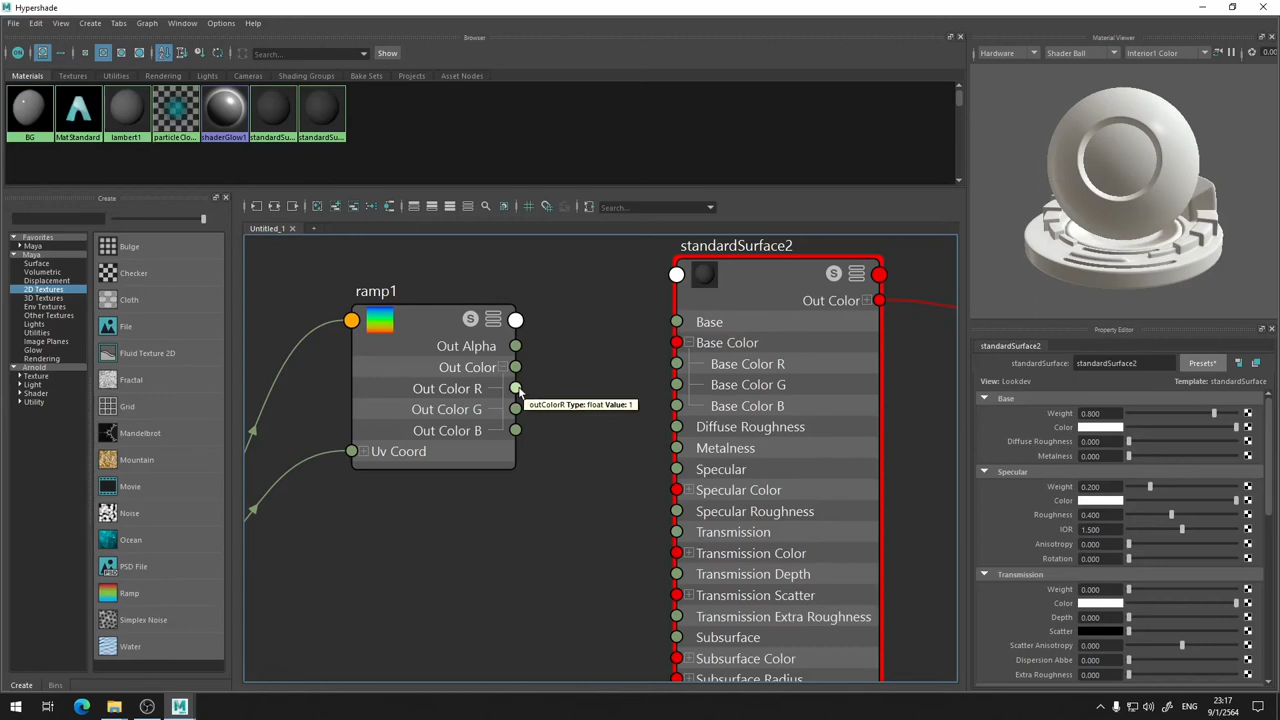 Hypershade
File Edit View Create Tabs Graph Window Options Help
Browser
ON Search... Show
Materials Textures Utilities Rendering Lights Cameras Shading Groups Bake Sets Projects Asset Nodes
BG MatStandard lambert1 particleClo... shaderGlow1 standardSu... standardSu...
Material Viewer
Hardware Shader Ball Interior1 Color 0.00
Create
Favorites
Maya
Maya
Surface
Volumetric
Displacement
2D Textures
3D Textures
Env Textures
Other Textures
Lights
Utilities
Image Planes
Glow
Rendering
Arnold
Texture
Light
Shader
Utility
Bulge
Checker
Cloth
File
Fluid Texture 2D
Fractal
Grid
Mandelbrot
Mountain
Movie
Noise
Ocean
PSD File
Ramp
Simplex Noise
Water
Create Bins
Search...
Untitled_1 +
ramp1
S
Out Alpha
Out Color
Out Color R
Out Color G
Out Color B
Uv Coord
outColorR Type: float Value: 1
standardSurface2
S
Out Color
Base
Base Color
Base Color R
Base Color G
Base Color B
Diffuse Roughness
Metalness
Specular
Specular Color
Specular Roughness
Transmission
Transmission Color
Transmission Depth
Transmission Scatter
Transmission Extra Roughness
Subsurface
Subsurface Color
Subsurface Radius
Property Editor
standardSurface2
standardSurface: standardSurface2 Presets*
View: Lookdev Template: standardSurface
Base
Weight 0.800
Color
Diffuse Roughness 0.000
Metalness 0.000
Specular
Weight 0.200
Color
Roughness 0.400
IOR 1.500
Anisotropy 0.000
Rotation 0.000
Transmission
Weight 0.000
Color
Depth 0.000
Scatter
Scatter Anisotropy 0.000
Dispersion Abbe 0.000
Extra Roughness 0.000
23:17
9/1/2564